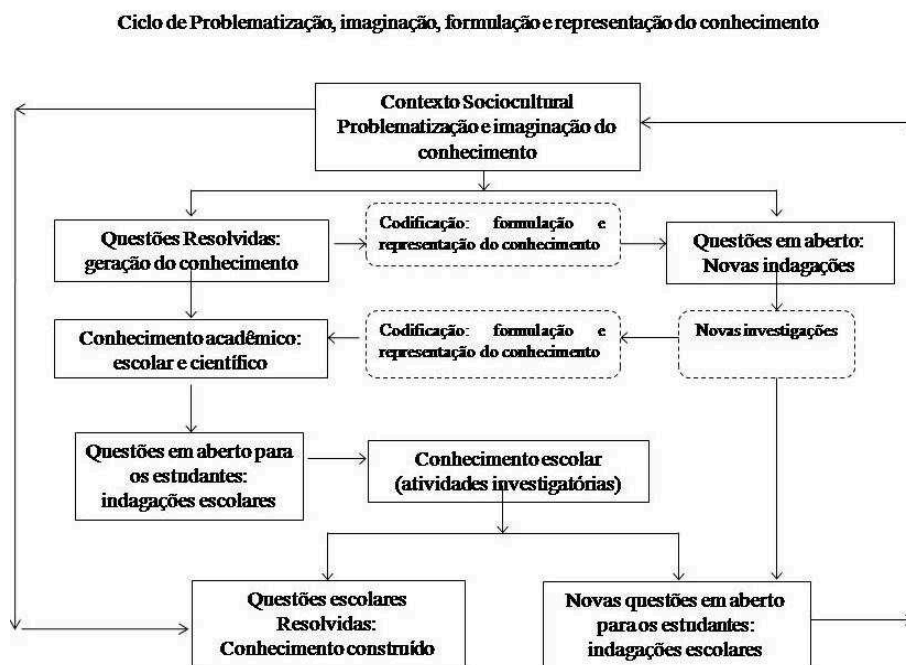 Ciclo de Problematização, imaginação, formulação e representação do conhecimento
Contexto Sociocultural
Problematização e imaginação do
conhecimento
Questões Resolvidas:
geração do conhecimento
Codificação: formulação e
representação do conhecimento
Questões em aberto:
Novas indagações
Conhecimento acadêmico:
escolar e científico
Codificação: formulação e
representação do conhecimento
Novas investigações
Questões em aberto para
os estudantes:
indagações escolares
Conhecimento escolar
(atividades investigatórias)
Questões escolares
Resolvidas:
Conhecimento construído
Novas questões em aberto
para os estudantes:
indagações escolares